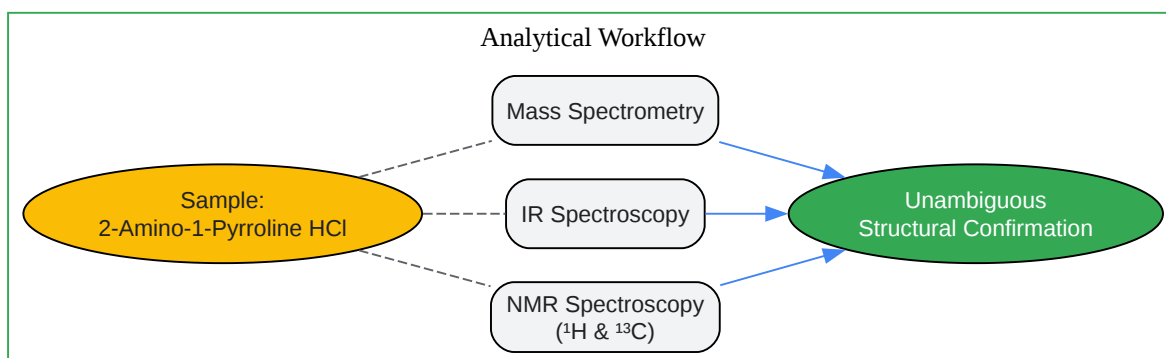 Analytical Workflow
Mass Spectrometry
Sample:
2-Amino-1-Pyrroline HCl
IR Spectroscopy
Unambiguous
Structural Confirmation
NMR Spectroscopy
(¹H & ¹³C)